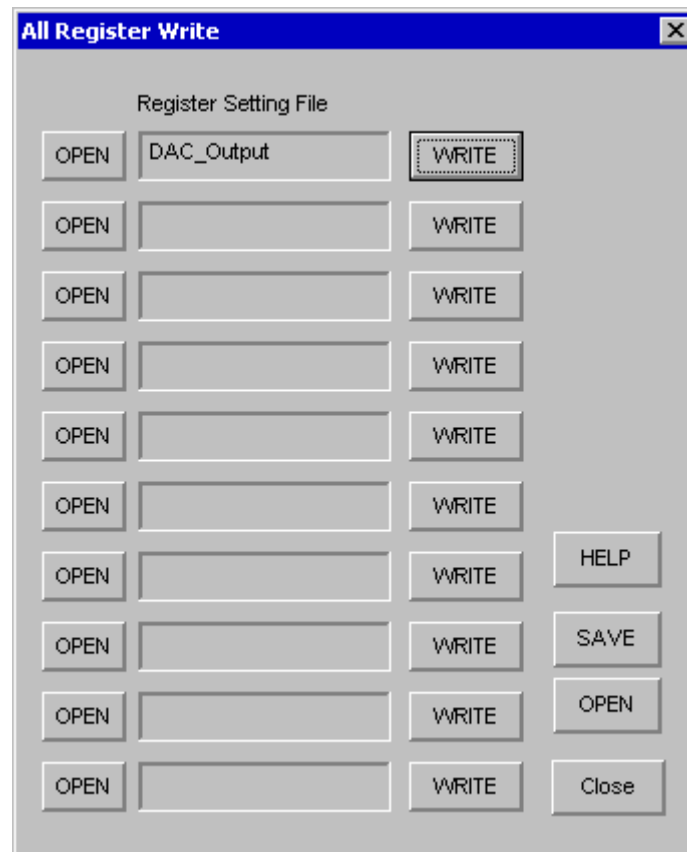 All Register Write
Register Setting File
OPEN DAC_Output WRITE
OPEN WRITE
OPEN WRITE
OPEN WRITE
OPEN WRITE
OPEN WRITE
HELP
OPEN WRITE
SAVE
OPEN WRITE
OPEN
OPEN WRITE
OPEN WRITE Close